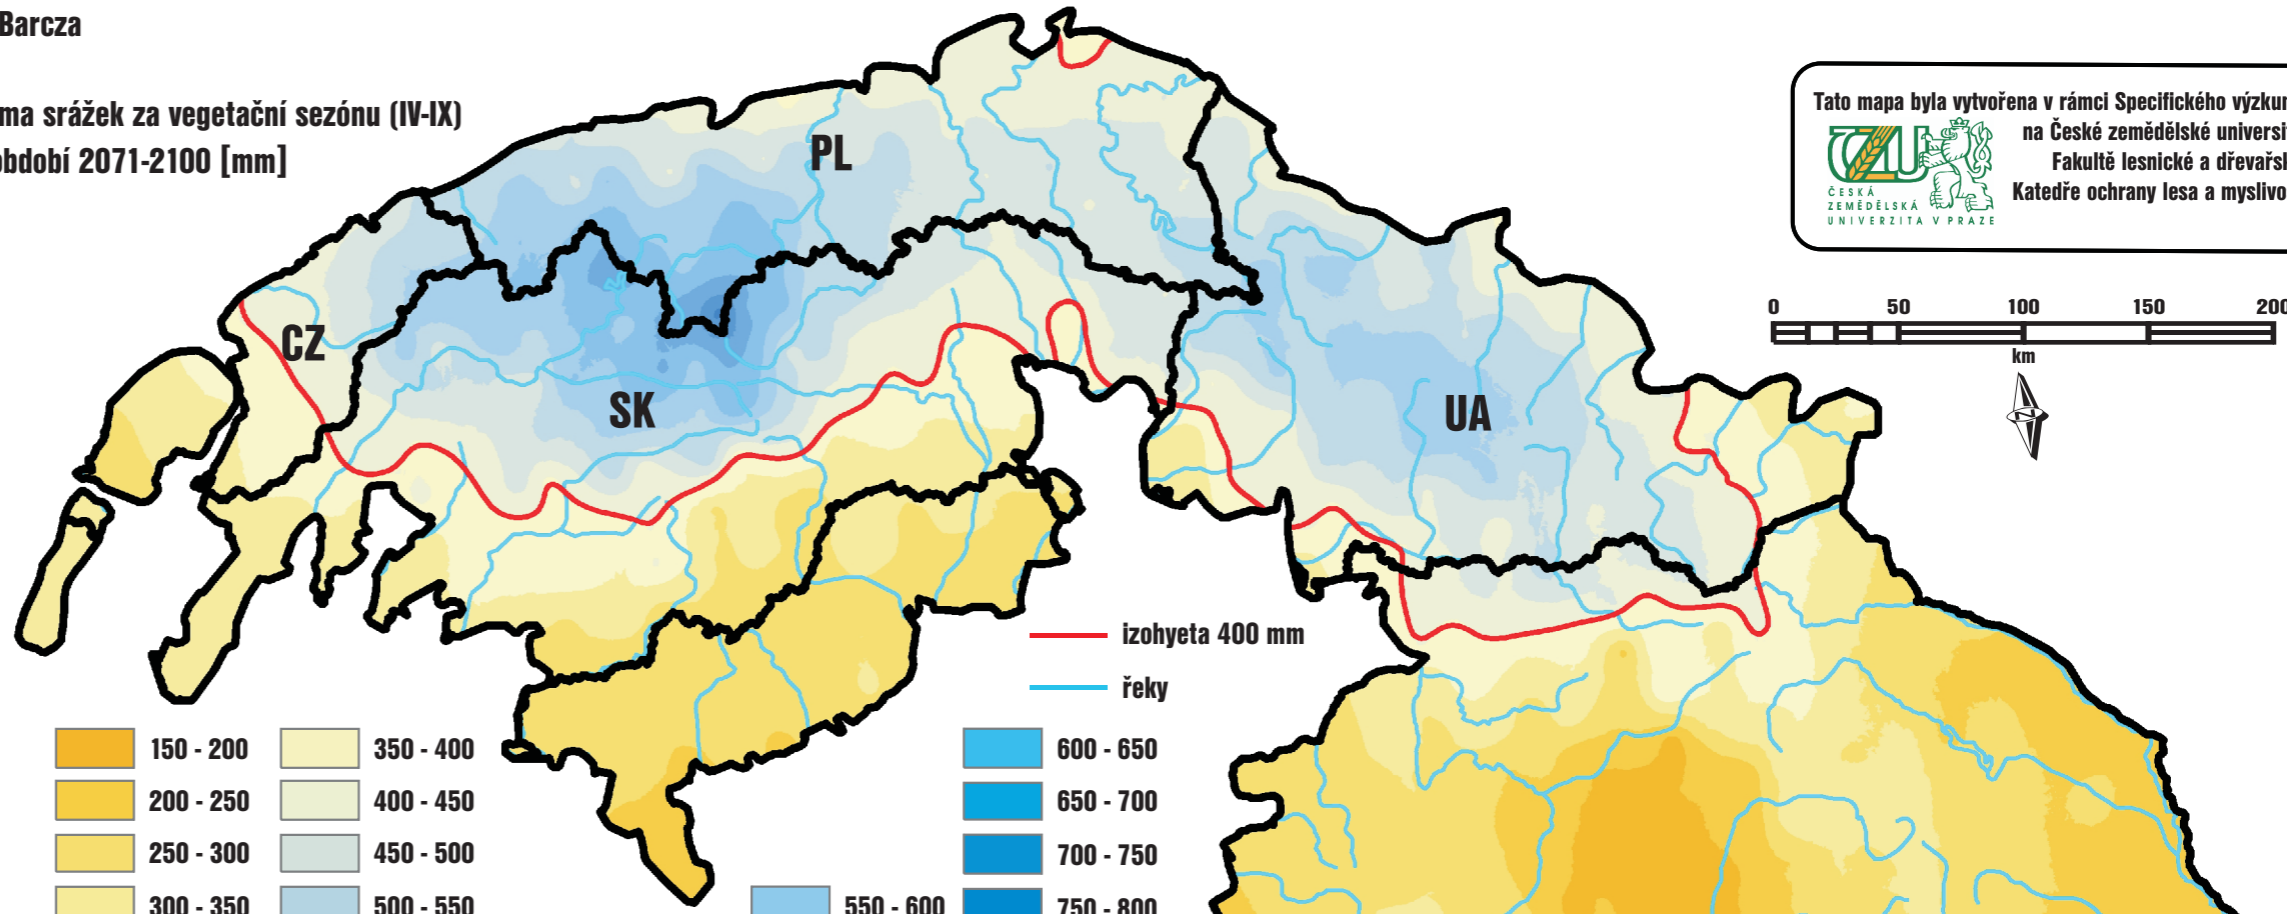 Barcza
ma srážek za vegetační sezónu (IV-IX)
období 2071-2100 [mm]
Tato mapa byla vytvořena v rámci Specifického výzkum
na České zemědělské universit
Fakultě lesnické a dřevařsk
Katedře ochrany lesa a myslivo
ČZU
ČESKÁ
ZEMĚDĚLSKÁ
UNIVERZITA V PRAZE
0 50 100 150 200
km
N
PL
CZ
SK
UA
izohyeta 400 mm
řeky
150 - 200
200 - 250
250 - 300
300 - 350
350 - 400
400 - 450
450 - 500
500 - 550
550 - 600
600 - 650
650 - 700
700 - 750
750 - 800